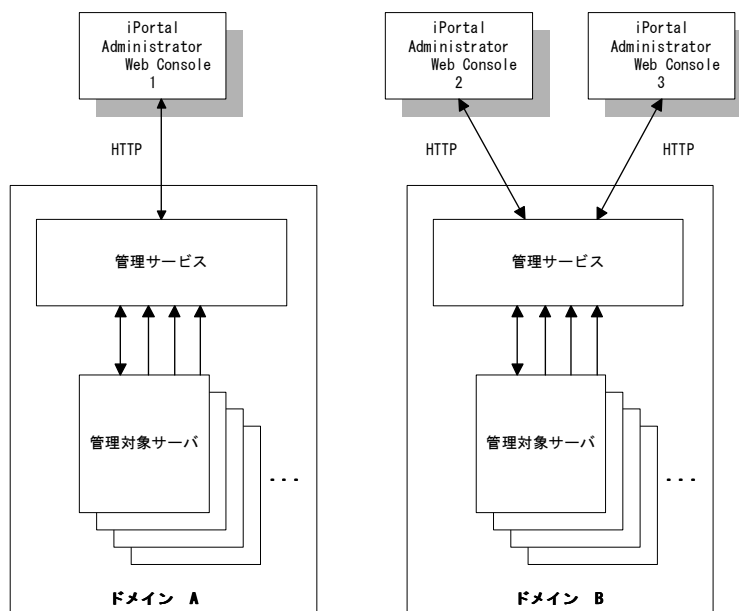 iPortal
Administrator
Web Console
1
iPortal
Administrator
Web Console
2
iPortal
Administrator
Web Console
3
HTTP
HTTP
HTTP
管理サービス
管理サービス
管理対象サーバ
...
管理対象サーバ
...
ドメイン A
ドメイン B